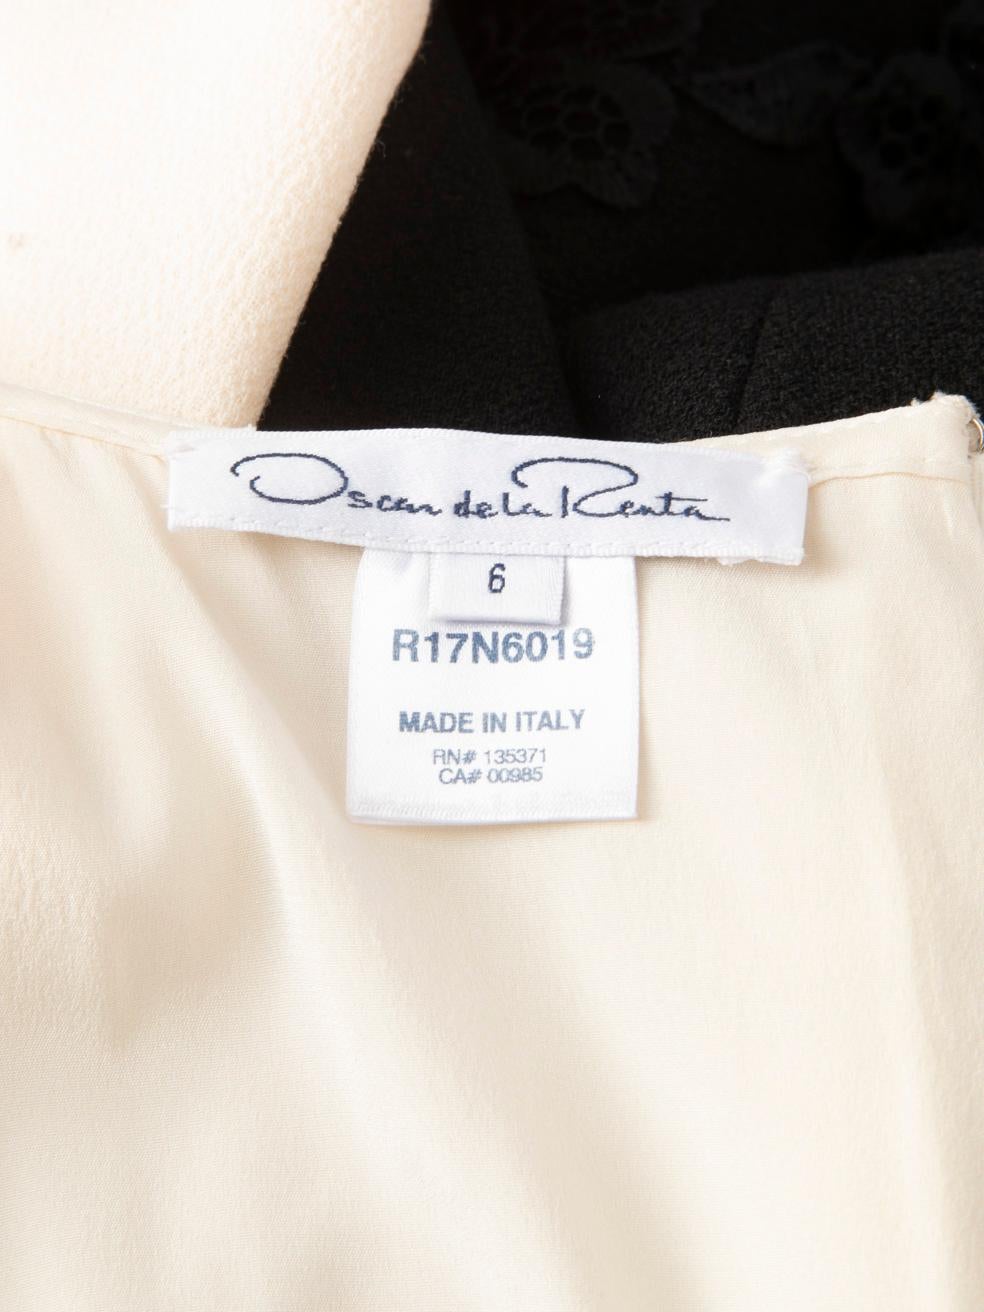 Oscar de la Renta
6
R17N6019
MADE IN ITALY
RN# 135371
CA# 00985